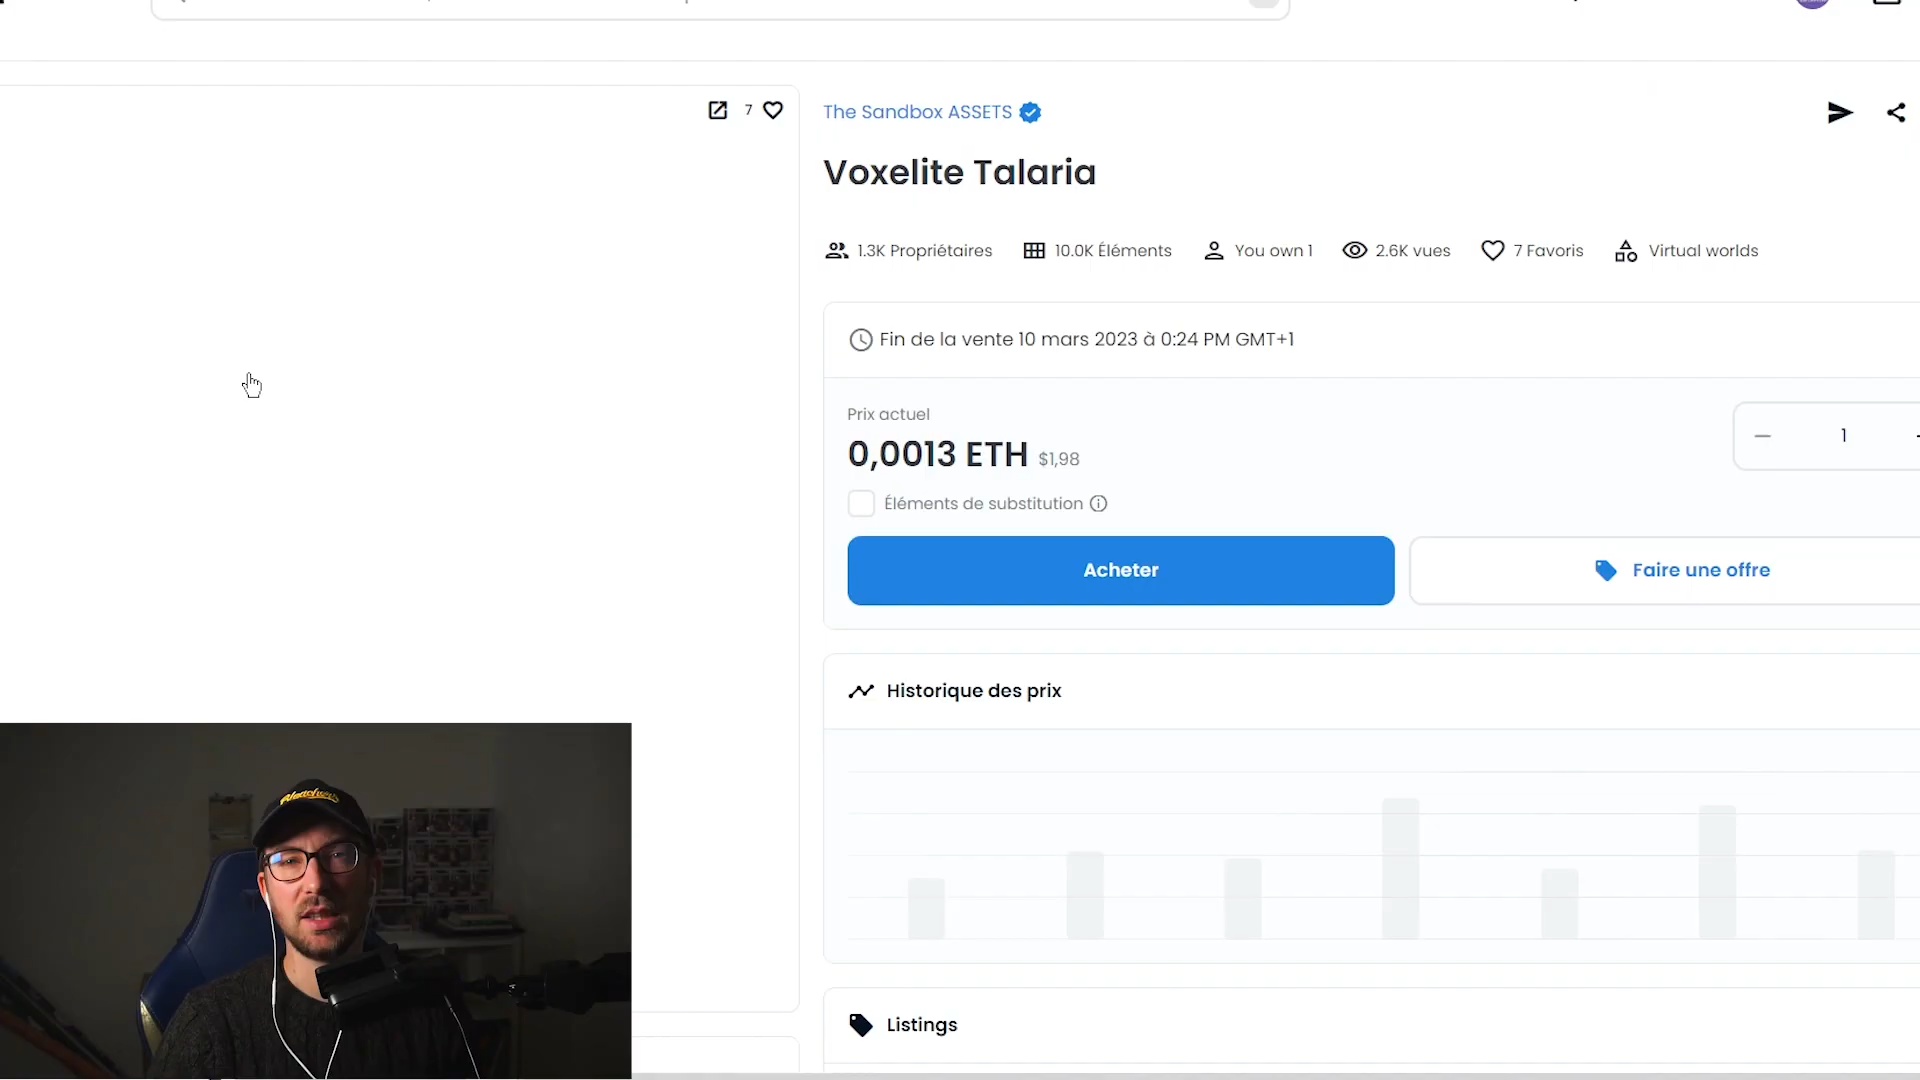 7
The Sandbox ASSETS
Voxelite Talaria
1.3K Propriétaires
10.0K Éléments
You own 1
2.6K vues
7 Favoris
Virtual worlds
Fin de la vente 10 mars 2023 à 0:24 PM GMT+1
Prix actuel
0,0013 ETH $1,98
1
Éléments de substitution
Acheter
Faire une offre
Historique des prix
Listings